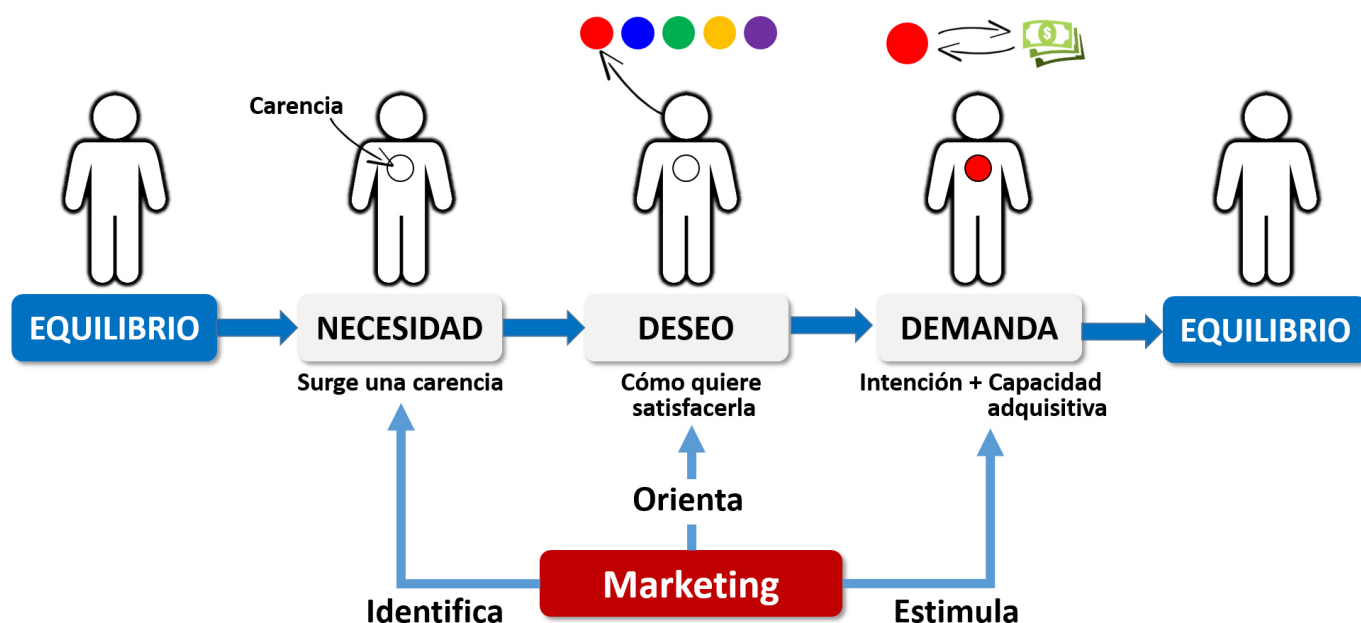 Carencia
$
EQUILIBRIO
NECESIDAD
DESEO
DEMANDA
EQUILIBRIO
Surge una carencia
Cómo quiere
satisfacerla
Intención + Capacidad
adquisitiva
Orienta
Marketing
Identifica
Estimula